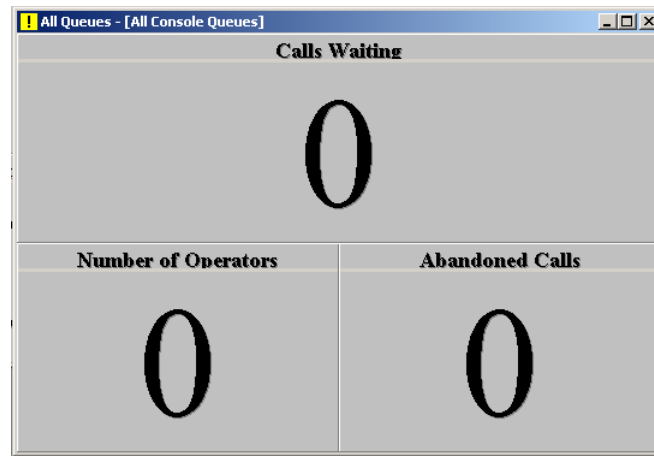 ! All Queues - [All Console Queues]
Calls Waiting
0
Number of Operators
Abandoned Calls
0
0